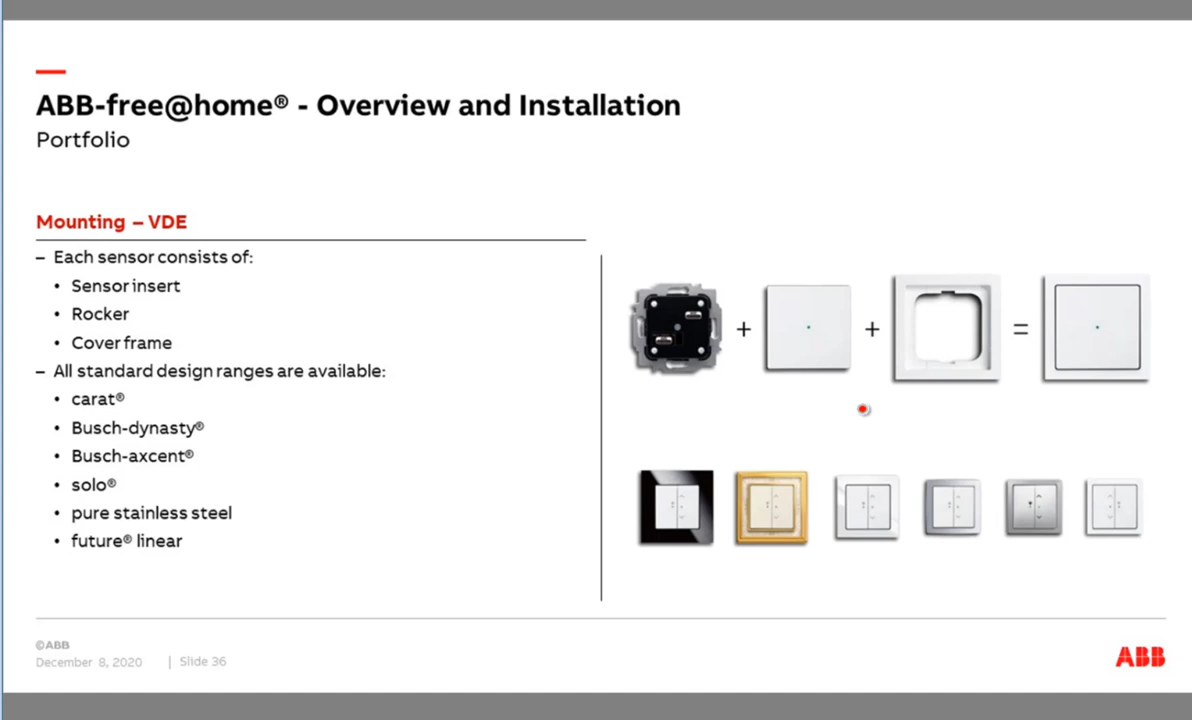 ABB-free@home® - Overview and Installation
Portfolio
Mounting – VDE
– Each sensor consists of:
• Sensor insert
• Rocker
• Cover frame
– All standard design ranges are available:
• carat®
• Busch-dynasty®
• Busch-axcent®
• solo®
• pure stainless steel
• future® linear
+ + =
©ABB
December 8, 2020 | Slide 36
ABB